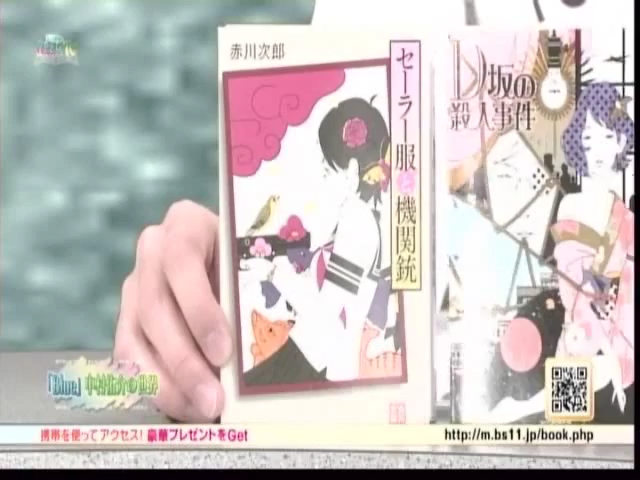 赤川次郎
セーラー服と機関銃
D坂の
殺人事件
「Blue」中村佑介の世界
携帯を使ってアクセス! 豪華プレゼントをGet
http://m.bs11.jp/book.php